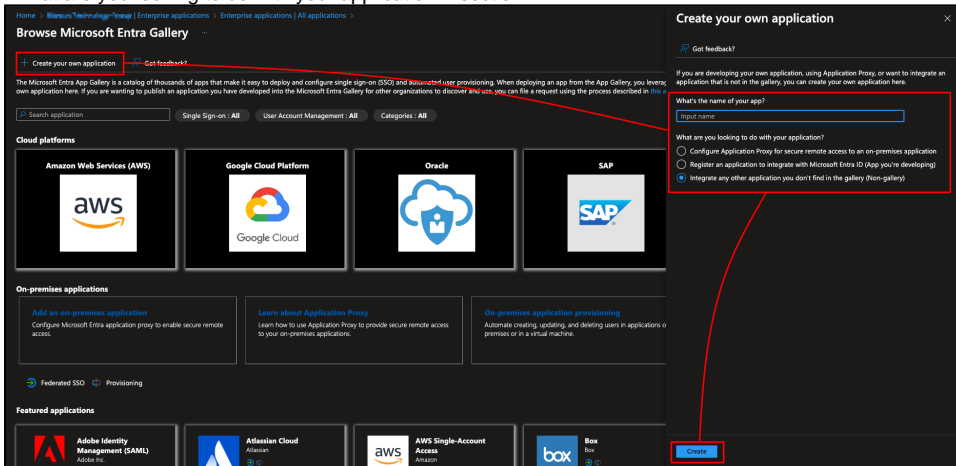 Home > | Enterprise applications > Enterprise applications | All applications >
Browse Microsoft Entra Gallery ...
+ Create your own application Got feedback?
The Microsoft Entra App Gallery is a catalog of thousands of apps that make it easy to deploy and configure single sign-on (SSO) and automated user provisioning. When deploying an app from the App Gallery, you leverag
own application here. If you are wanting to publish an application you have developed into the Microsoft Entra Gallery for other organizations to discover and use, you can file a request using the process described in this a
Search application
Single Sign-on : All
User Account Management : All
Categories : All
Cloud platforms
Amazon Web Services (AWS)
aws
Google Cloud Platform
Google Cloud
Oracle
SAP
SAP
On-premises applications
Add an on-premises application
Configure Microsoft Entra application proxy to enable secure remote
access.
Learn about Application Proxy
Learn how to use Application Proxy to provide secure remote access
to your on-premises applications.
On-premises application provisioning
Automate creating, updating, and deleting users in applications o
premises or in a virtual machine.
Federated SSO Provisioning
Featured applications
Adobe Identity
Management (SAML)
Adobe Inc.
Atlassian Cloud
Atlassian
aws
AWS Single-Account
Access
Amazon
box
Box
Box
Create your own application
Got feedback?
If you are developing your own application, using Application Proxy, or want to integrate an
application that is not in the gallery, you can create your own application here.
What's the name of your app?
Input name
What are you looking to do with your application?
Configure Application Proxy for secure remote access to an on-premises application
Register an application to integrate with Microsoft Entra ID (App you're developing)
Integrate any other application you don't find in the gallery (Non-gallery)
Create